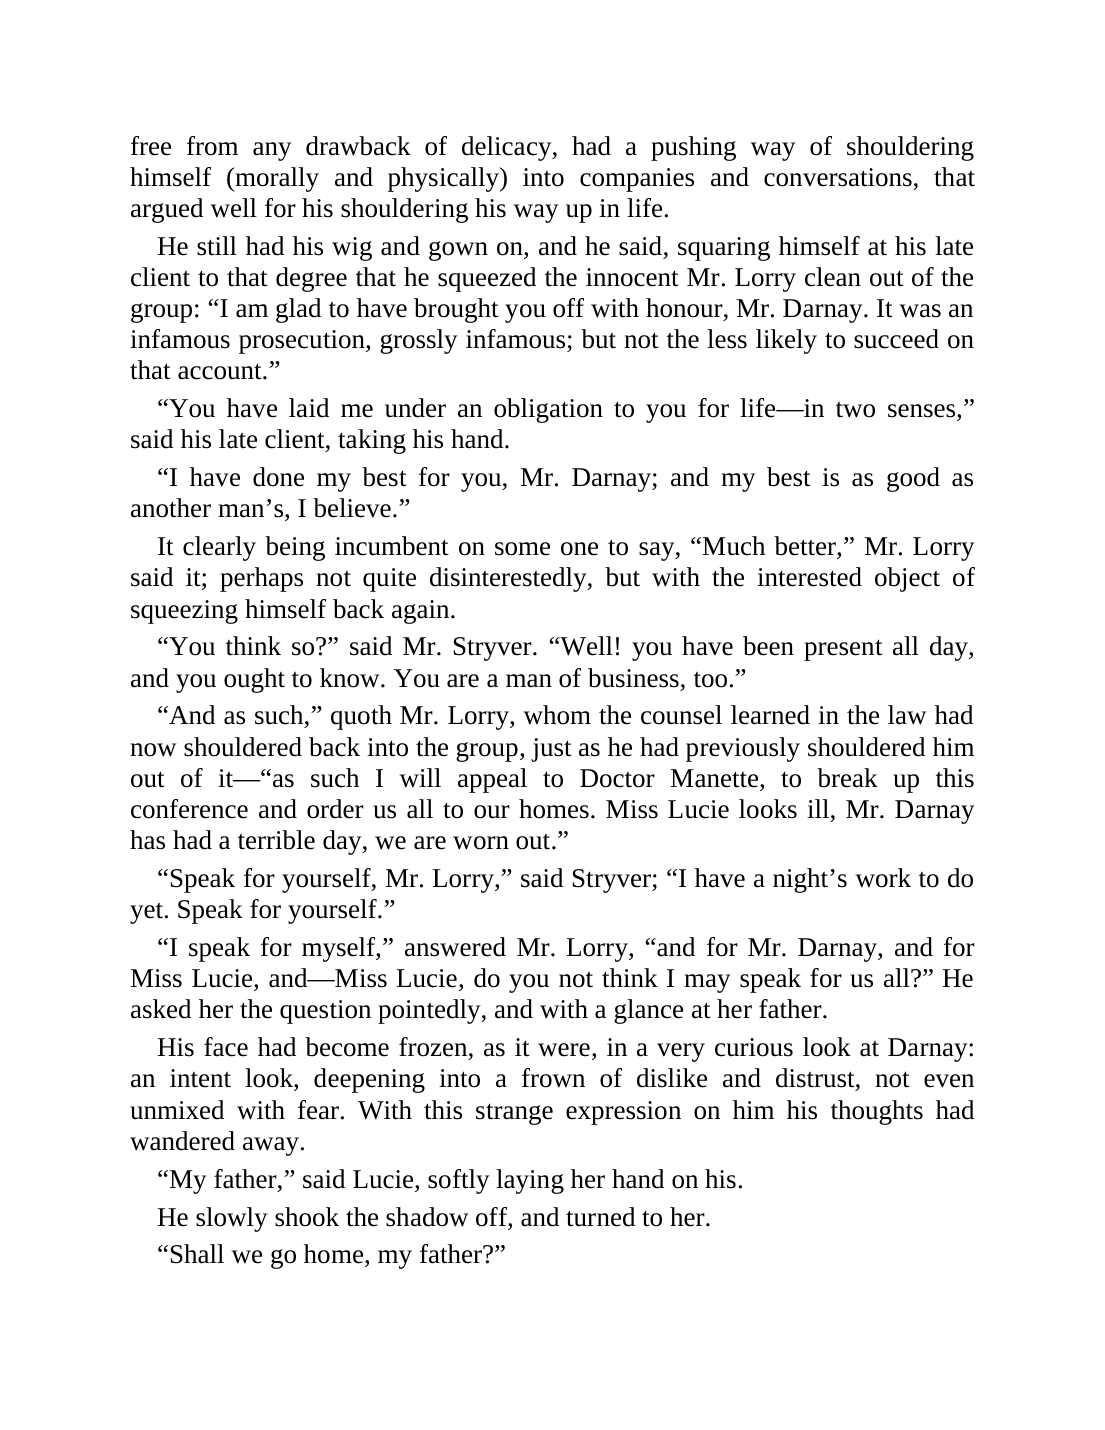 free from any drawback of delicacy, had a pushing way of shouldering
himself (morally and physically) into companies and conversations, that
argued well for his shouldering his way up in life.
He still had his wig and gown on, and he said, squaring himself at his late
client to that degree that he squeezed the innocent Mr. Lorry clean out of the
group: “I am glad to have brought you off with honour, Mr. Darnay. It was an
infamous prosecution, grossly infamous; but not the less likely to succeed on
that account.”
“You have laid me under an obligation to you for life—in two senses,”
said his late client, taking his hand.
“I have done my best for you, Mr. Darnay; and my best is as good as
another man’s, I believe.”
It clearly being incumbent on some one to say, “Much better,” Mr. Lorry
said it; perhaps not quite disinterestedly, but with the interested object of
squeezing himself back again.
“You think so?” said Mr. Stryver. “Well! you have been present all day,
and you ought to know. You are a man of business, too.”
“And as such,” quoth Mr. Lorry, whom the counsel learned in the law had
now shouldered back into the group, just as he had previously shouldered him
out of it—“as such I will appeal to Doctor Manette, to break up this
conference and order us all to our homes. Miss Lucie looks ill, Mr. Darnay
has had a terrible day, we are worn out.”
“Speak for yourself, Mr. Lorry,” said Stryver; “I have a night’s work to do
yet. Speak for yourself.”
“I speak for myself,” answered Mr. Lorry, “and for Mr. Darnay, and for
Miss Lucie, and—Miss Lucie, do you not think I may speak for us all?” He
asked her the question pointedly, and with a glance at her father.
His face had become frozen, as it were, in a very curious look at Darnay:
an intent look, deepening into a frown of dislike and distrust, not even
unmixed with fear. With this strange expression on him his thoughts had
wandered away.
“My father,” said Lucie, softly laying her hand on his.
He slowly shook the shadow off, and turned to her.
“Shall we go home, my father?”